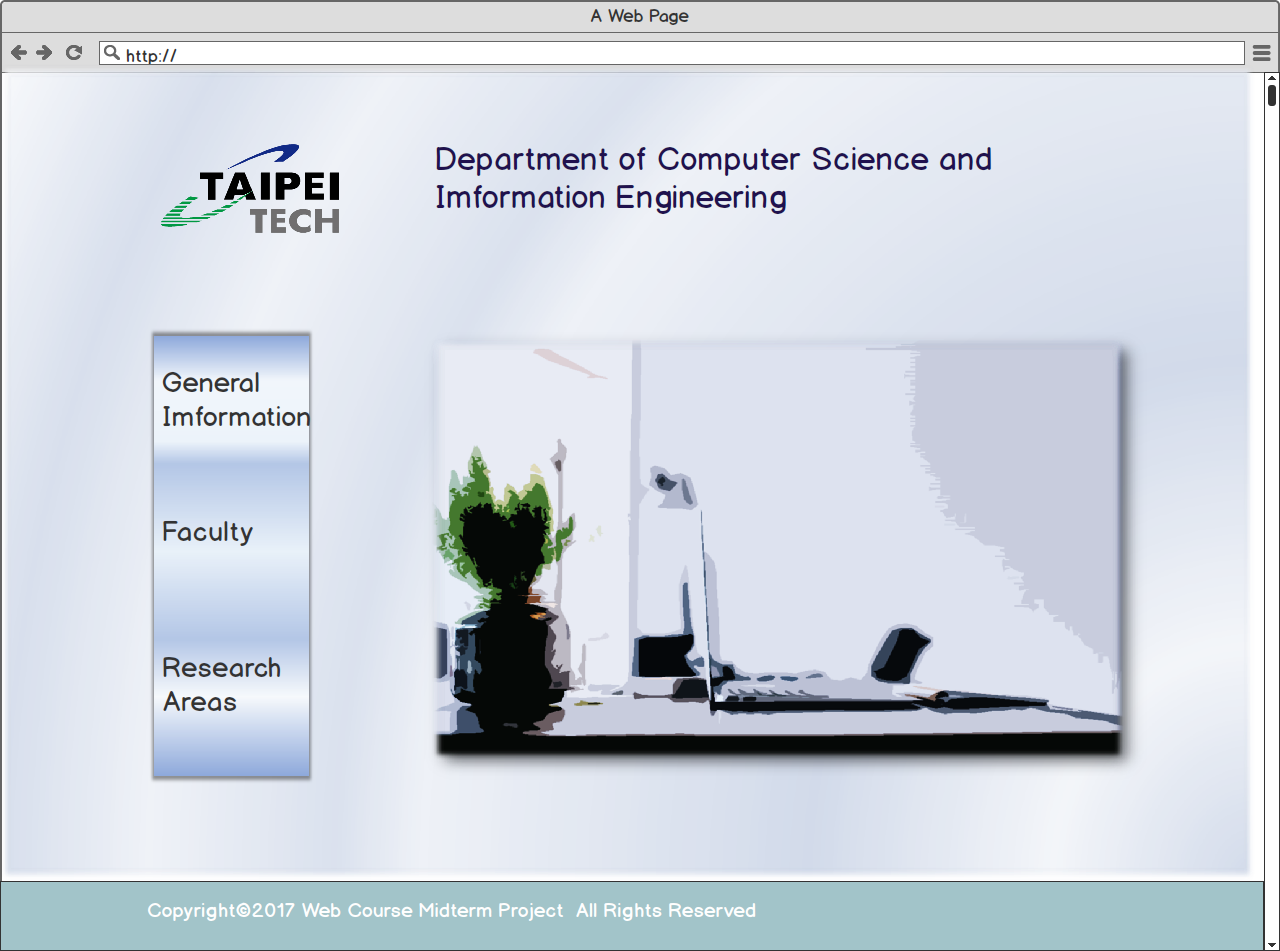 A Web Page
http://
TAIPEI
TECH
Department of Computer Science and
Imformation Engineering
General
Imformation
Faculty
Research
Areas
Copyright©2017 Web Course Midterm Project  All Rights Reserved